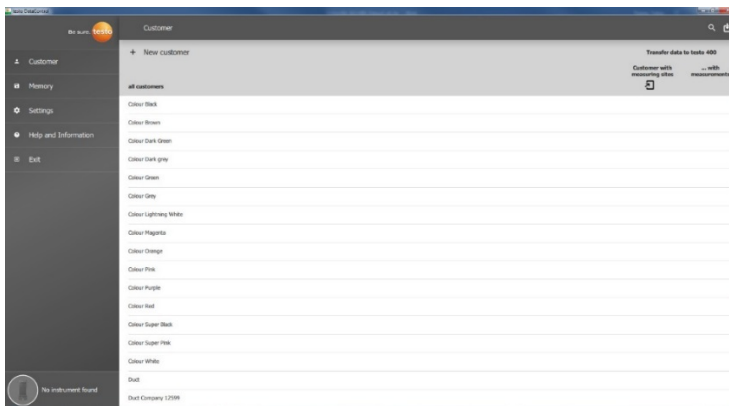 testo DataControl
Be sure. testo
Customer
Customer
Memory
Settings
Help and Information
Exit
No instrument found
+ New customer
Transfer data to testo 400
Customer with
measuring sites
... with
measurements
all customers
Colour Black
Colour Brown
Colour Dark Green
Colour Dark grey
Colour Green
Colour Grey
Colour Lightning White
Colour Magenta
Colour Orange
Colour Pink
Colour Purple
Colour Red
Colour Super Black
Colour Super Pink
Colour White
Duct
Duct Company 12599